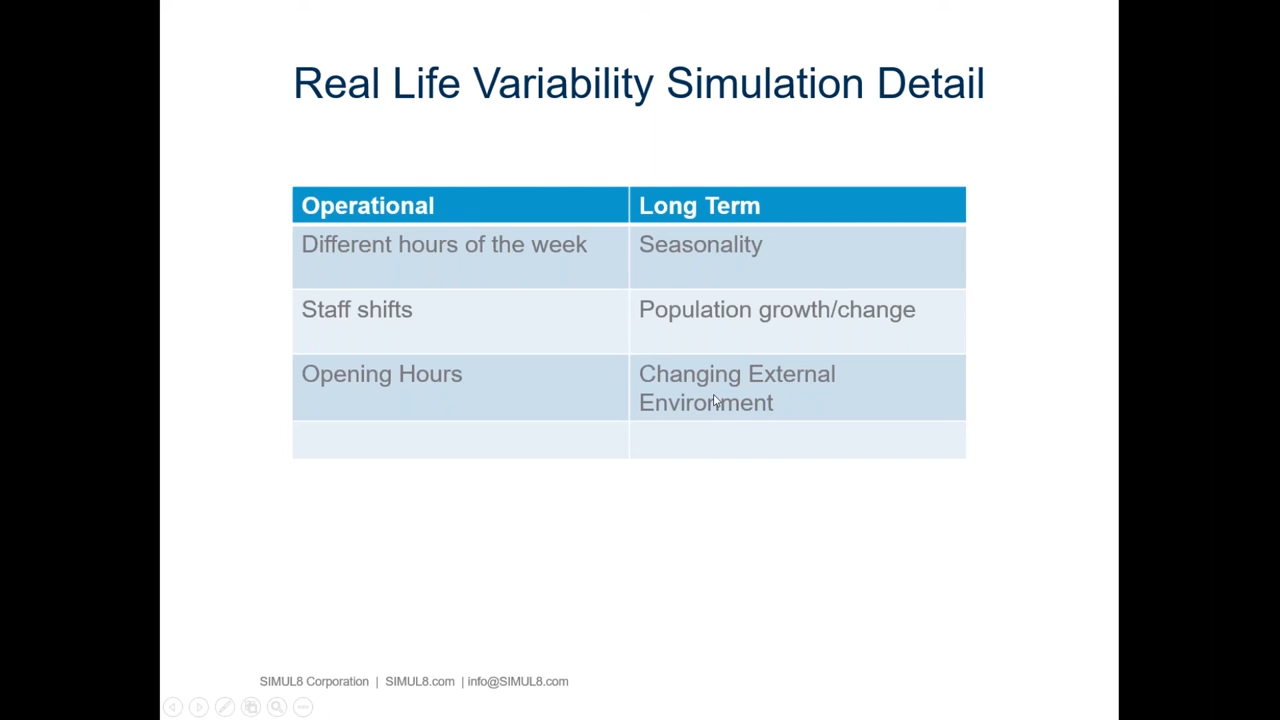 Real Life Variability Simulation Detail
Operational
Long Term
Different hours of the week
Seasonality
Staff shifts
Population growth/change
Opening Hours
Changing External
Environment
SIMUL8 Corporation | SIMUL8.com | info@SIMUL8.com